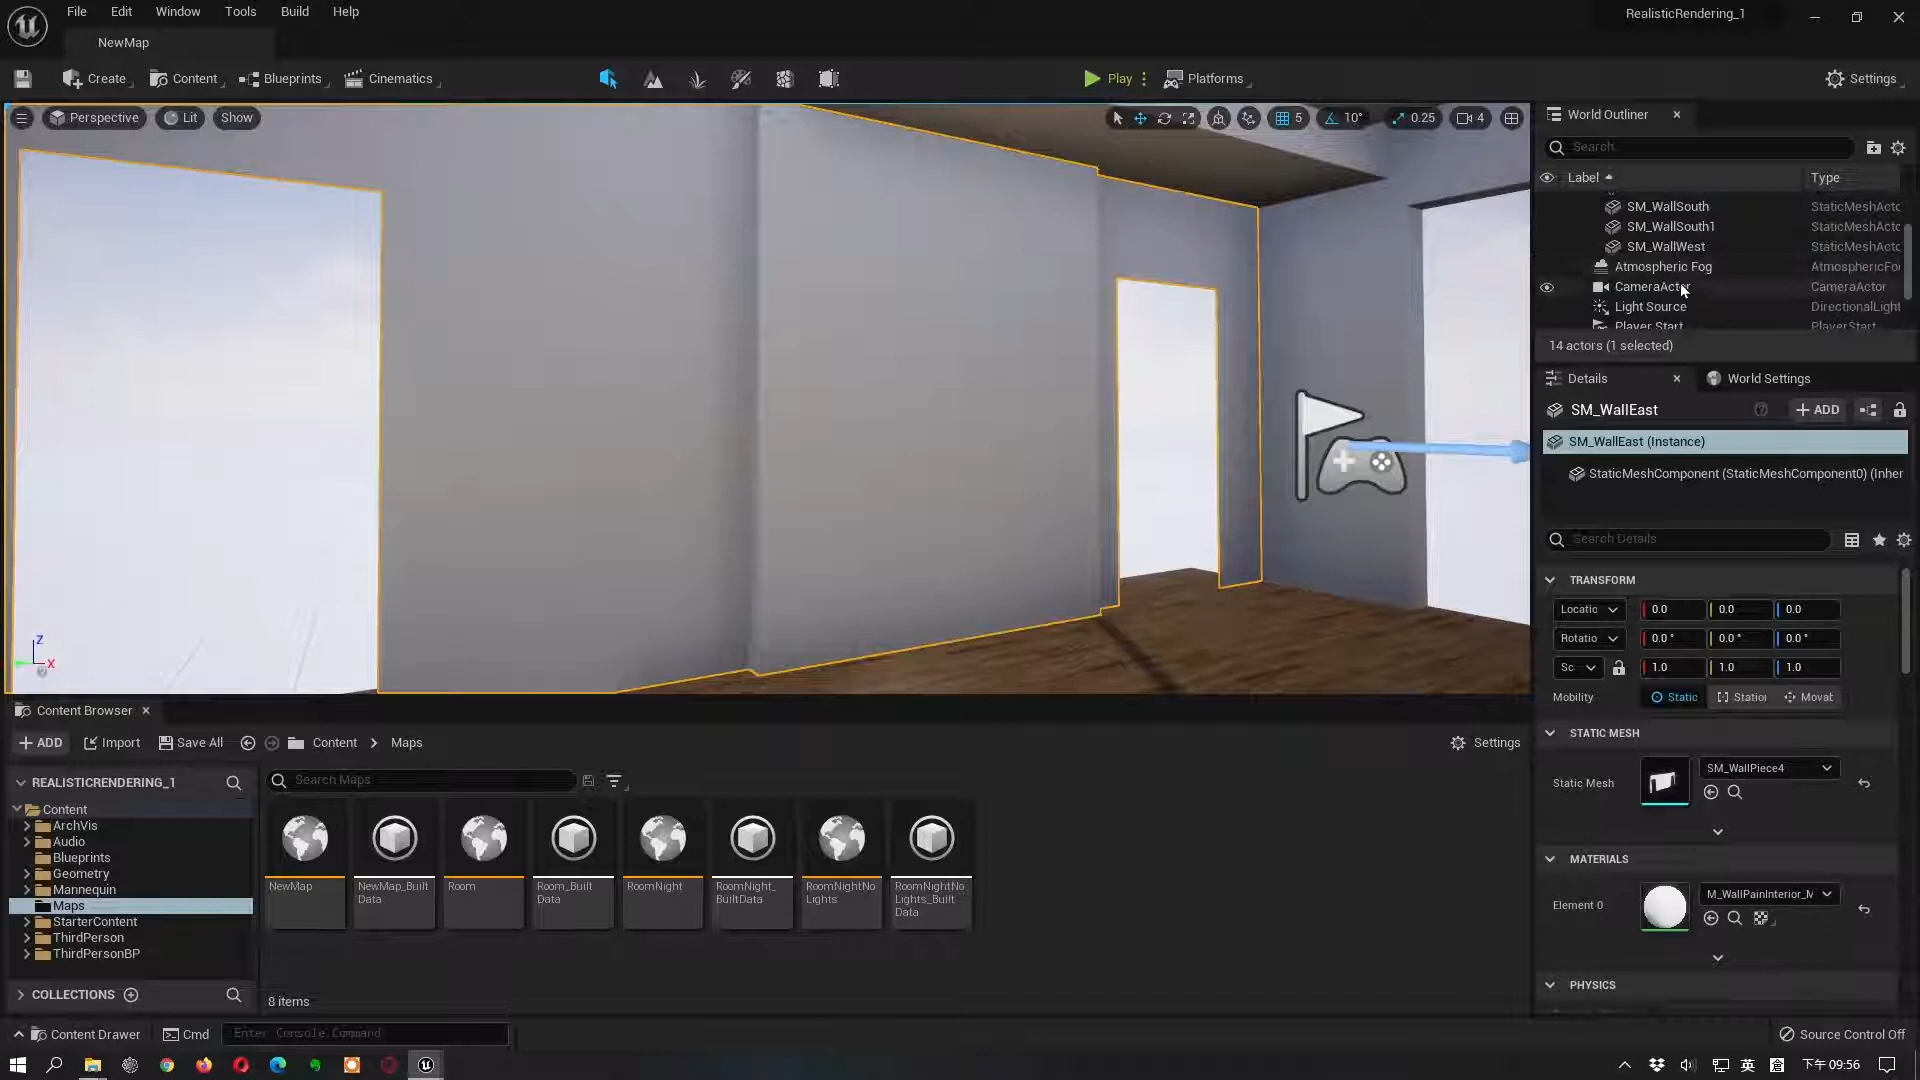 File Edit Window Tools Build Help
RealisticRendering_1
NewMap
Create Content Blueprints Cinematics
Play Platforms
Settings
Perspective Lit Show
5 10° 0.25 4
World Outliner
Search
Label Type
SM_WallSouth StaticMeshActo
SM_WallSouth1 StaticMeshActo
SM_WallWest StaticMeshActo
Atmospheric Fog AtmosphericFo
CameraActor CameraActor
Light Source DirectionalLight
Player Start PlayerStart
14 actors (1 selected)
Details World Settings
SM_WallEast ADD
SM_WallEast (Instance)
StaticMeshComponent (StaticMeshComponent0) (Inher
Search Details
TRANSFORM
Locatic 0.0 0.0 0.0
Rotatio 0.0 ° 0.0 ° 0.0 °
Sc 1.0 1.0 1.0
Mobility Static Station Movab
STATIC MESH
Static Mesh SM_WallPiece4
MATERIALS
Element 0 M_WallPainInterior_M
PHYSICS
Z
X
Content Browser
ADD Import Save All Content Maps
Settings
REALISTICRENDERING_1
Content
ArchVis
Audio
Blueprints
Geometry
Mannequin
Maps
StarterContent
ThirdPerson
ThirdPersonBP
COLLECTIONS
Search Maps
NewMap
NewMap_Built
Data
Room
Room_Built
Data
RoomNight
RoomNight_
BuiltData
RoomNightNo
Lights
RoomNightNo
Lights_Built
Data
8 items
Content Drawer Cmd Enter Console Command
Source Control Off
英 下午 09:56